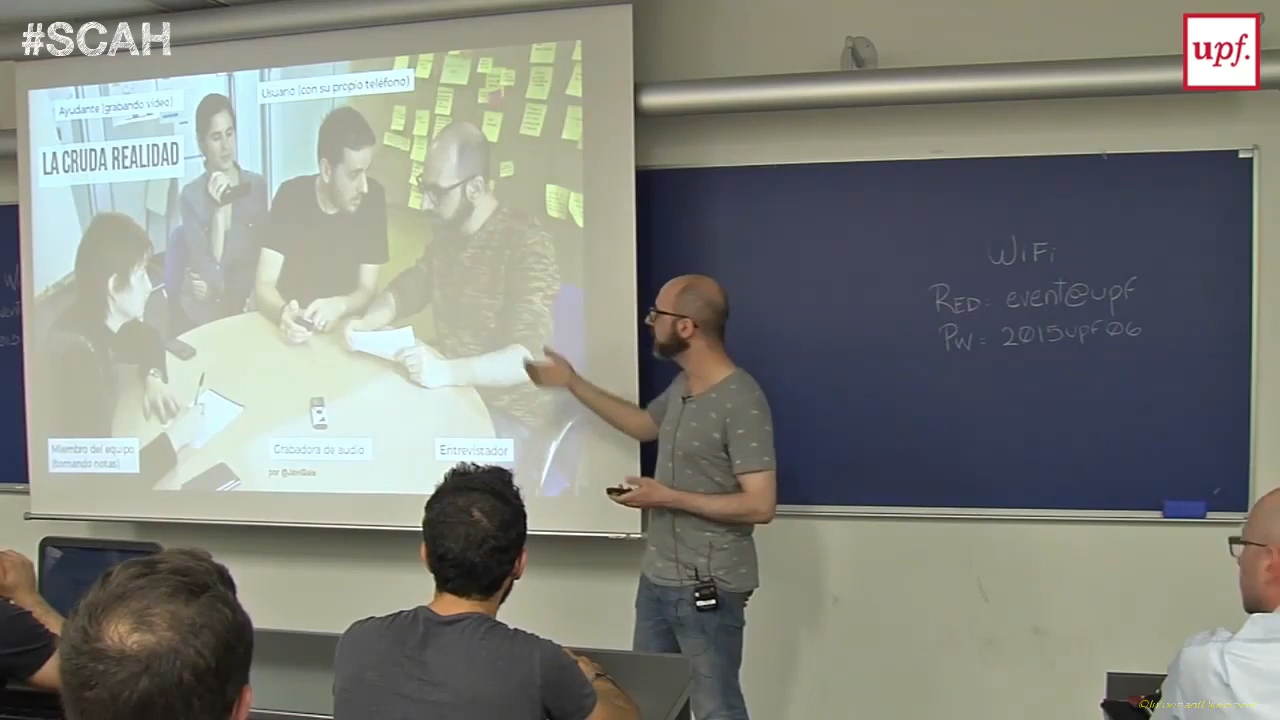 #SCAH
upf.
Ayudante (grabando video)
Usuario (con su propio teléfono)
LA CRUDA REALIDAD
Miembro del equipo
(tomando notas)
Grabadora de audio
Entrevistador
WiFi
RED: event@upf
PW = 2015upf06